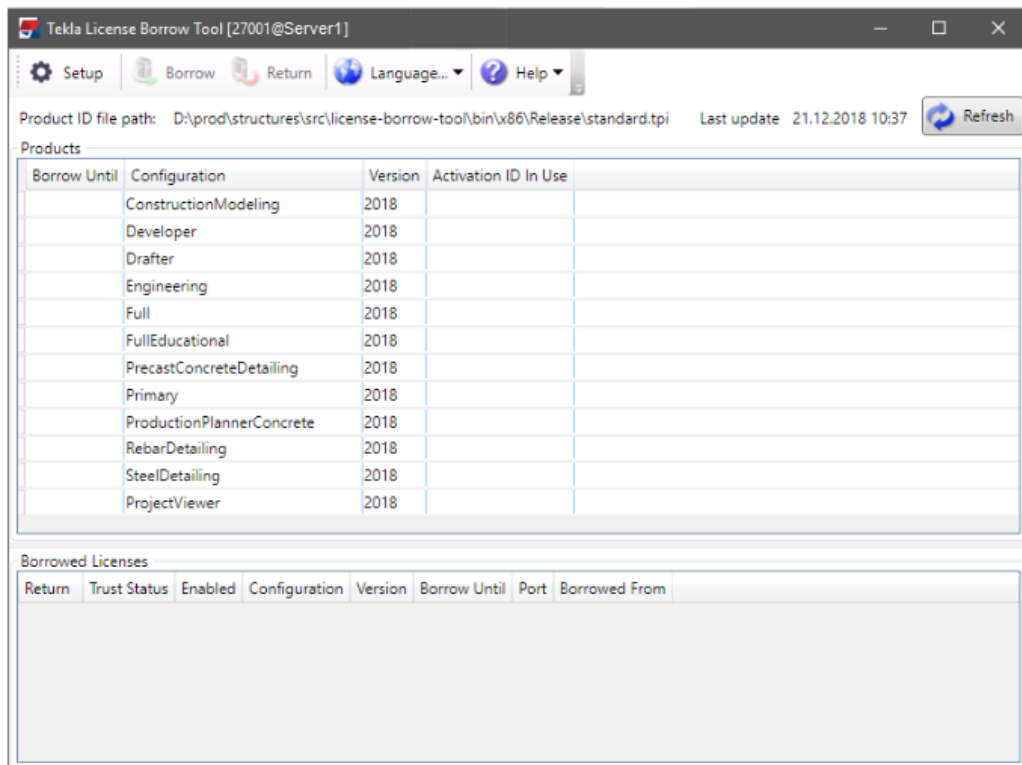 Tekla License Borrow Tool [27001@Server1]
Setup Borrow Return Language... Help
Product ID file path: D:\prod\structures\src\license-borrow-tool\bin\x86\Release\standard.tpi Last update 21.12.2018 10:37 Refresh
Products
Borrow Until Configuration Version Activation ID In Use
ConstructionModeling 2018
Developer 2018
Drafter 2018
Engineering 2018
Full 2018
FullEducational 2018
PrecastConcreteDetailing 2018
Primary 2018
ProductionPlannerConcrete 2018
RebarDetailing 2018
SteelDetailing 2018
ProjectViewer 2018
Borrowed Licenses
Return Trust Status Enabled Configuration Version Borrow Until Port Borrowed From